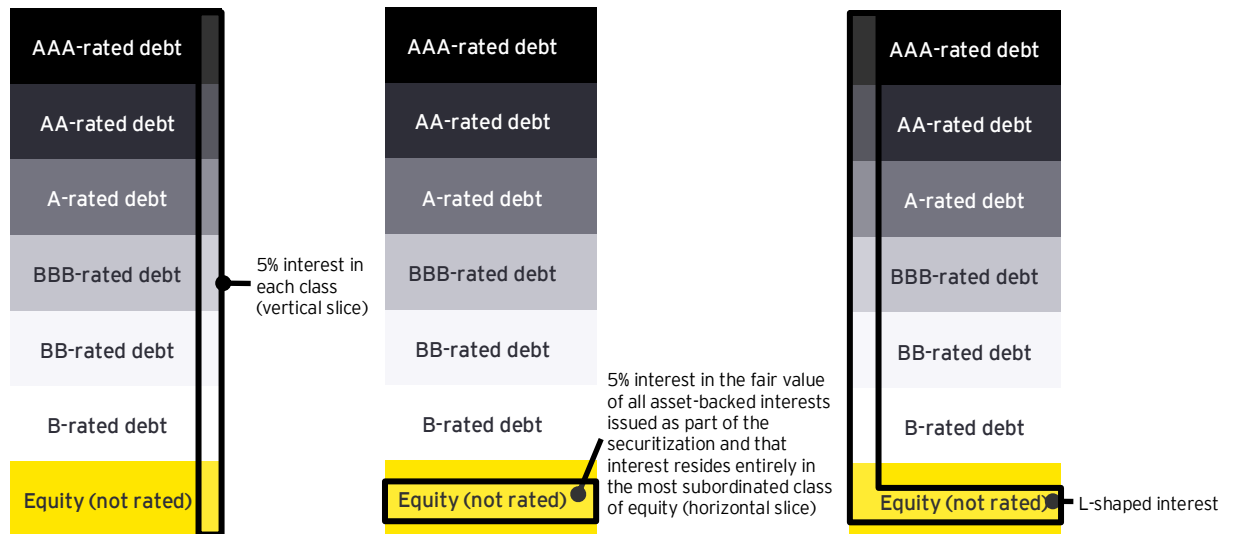 AAA-rated debt
AA-rated debt
A-rated debt
BBB-rated debt
BB-rated debt
B-rated debt
Equity (not rated)
5% interest in
each class
(vertical slice)
AAA-rated debt
AA-rated debt
A-rated debt
BBB-rated debt
BB-rated debt
B-rated debt
Equity (not rated)
5% interest in the fair value
of all asset-backed interests
issued as part of the
securitization and that
interest resides entirely in
the most subordinated class
of equity (horizontal slice)
AAA-rated debt
AA-rated debt
A-rated debt
BBB-rated debt
BB-rated debt
B-rated debt
Equity (not rated)
L-shaped interest